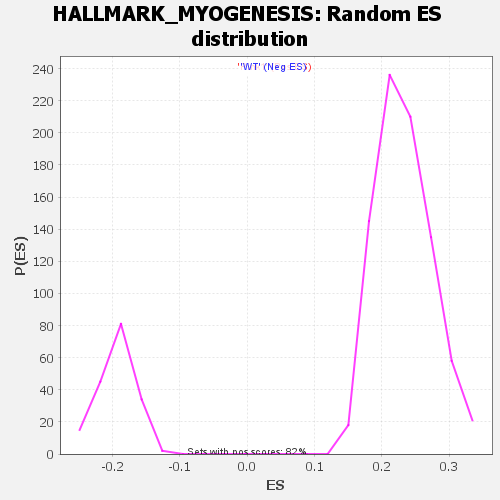 HALLMARK_MYOGENESIS: Random ES
distribution
"WT' (Neg ES)
240
220
200
180
160
140
120
100
80
60
40
20
0
P(ES)
Sets with pos scores: 82%
-0.2 -0.1 0.0 0.1 0.2 0.3
ES